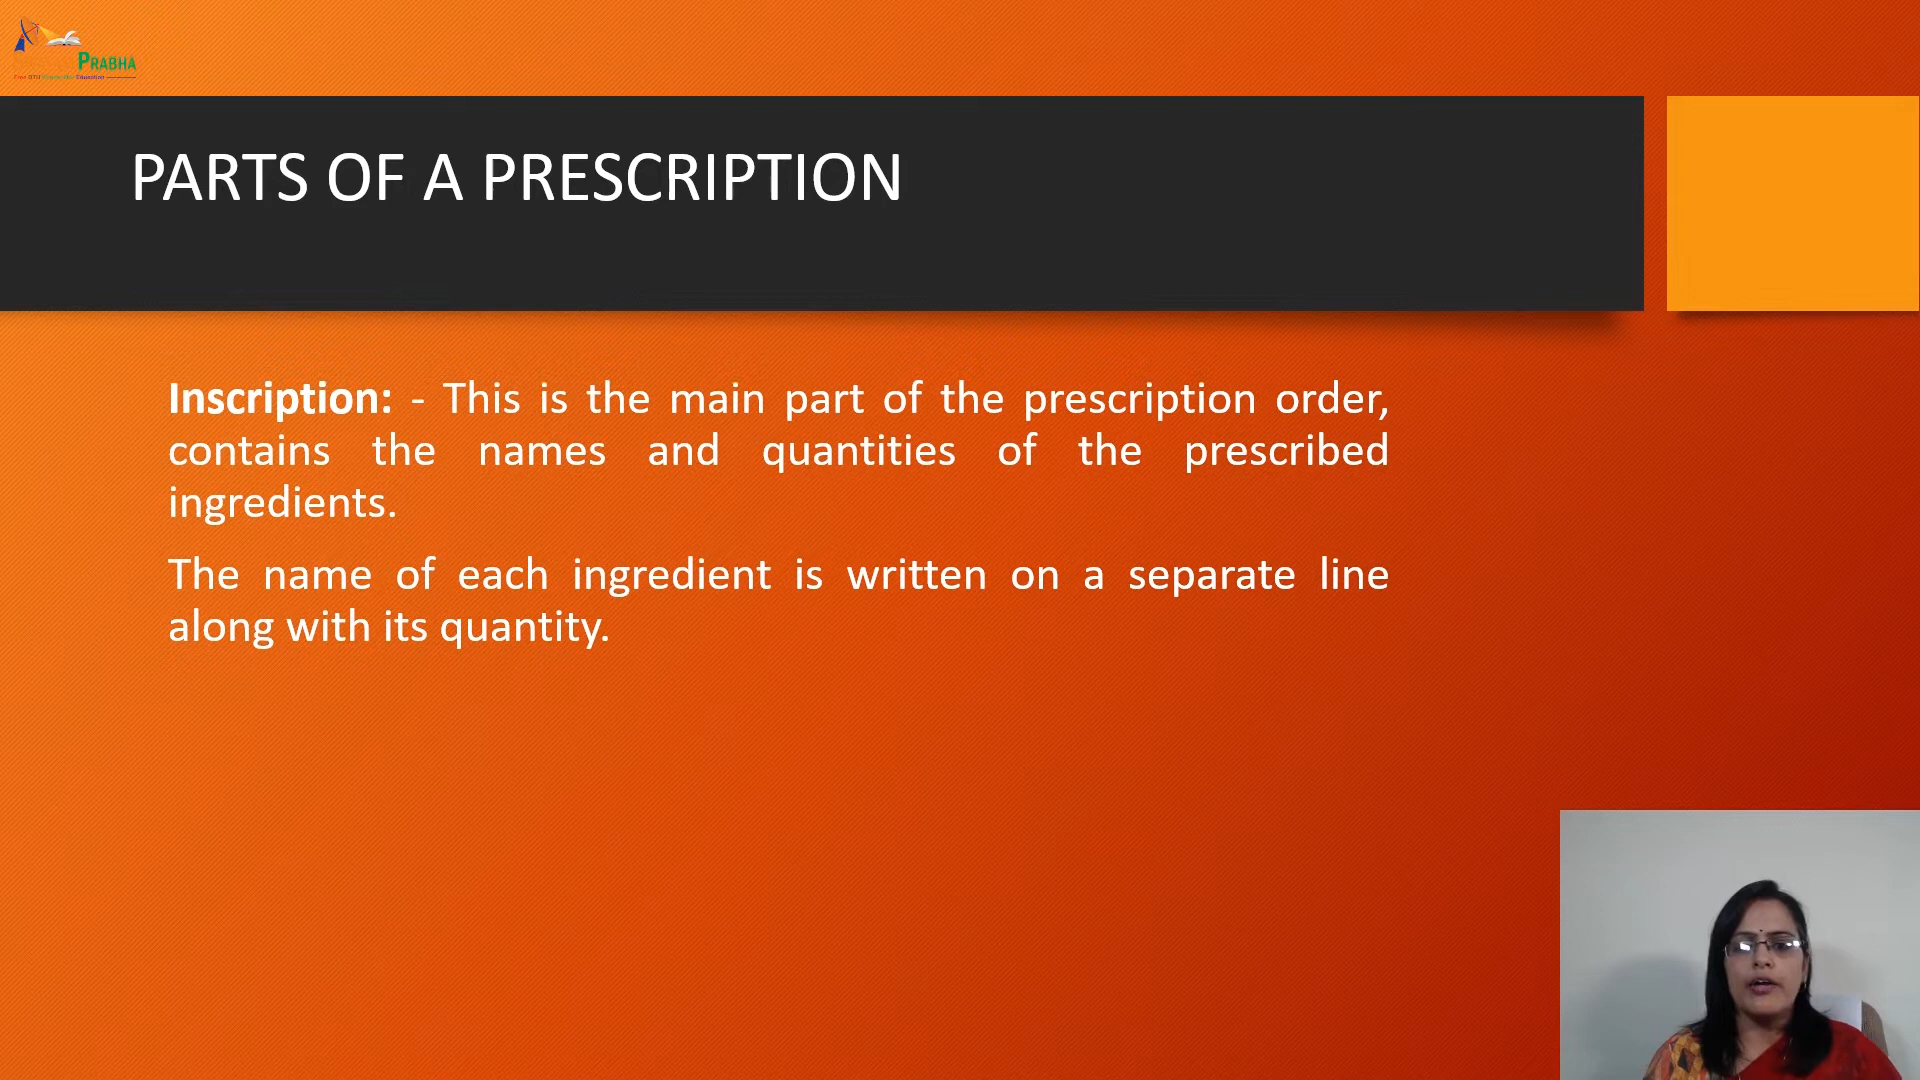 PRABHA
PARTS OF A PRESCRIPTION
Inscription: - This is the main part of the prescription order,
contains the names and quantities of the prescribed
ingredients.
The name of each ingredient is written on a separate line
along with its quantity.